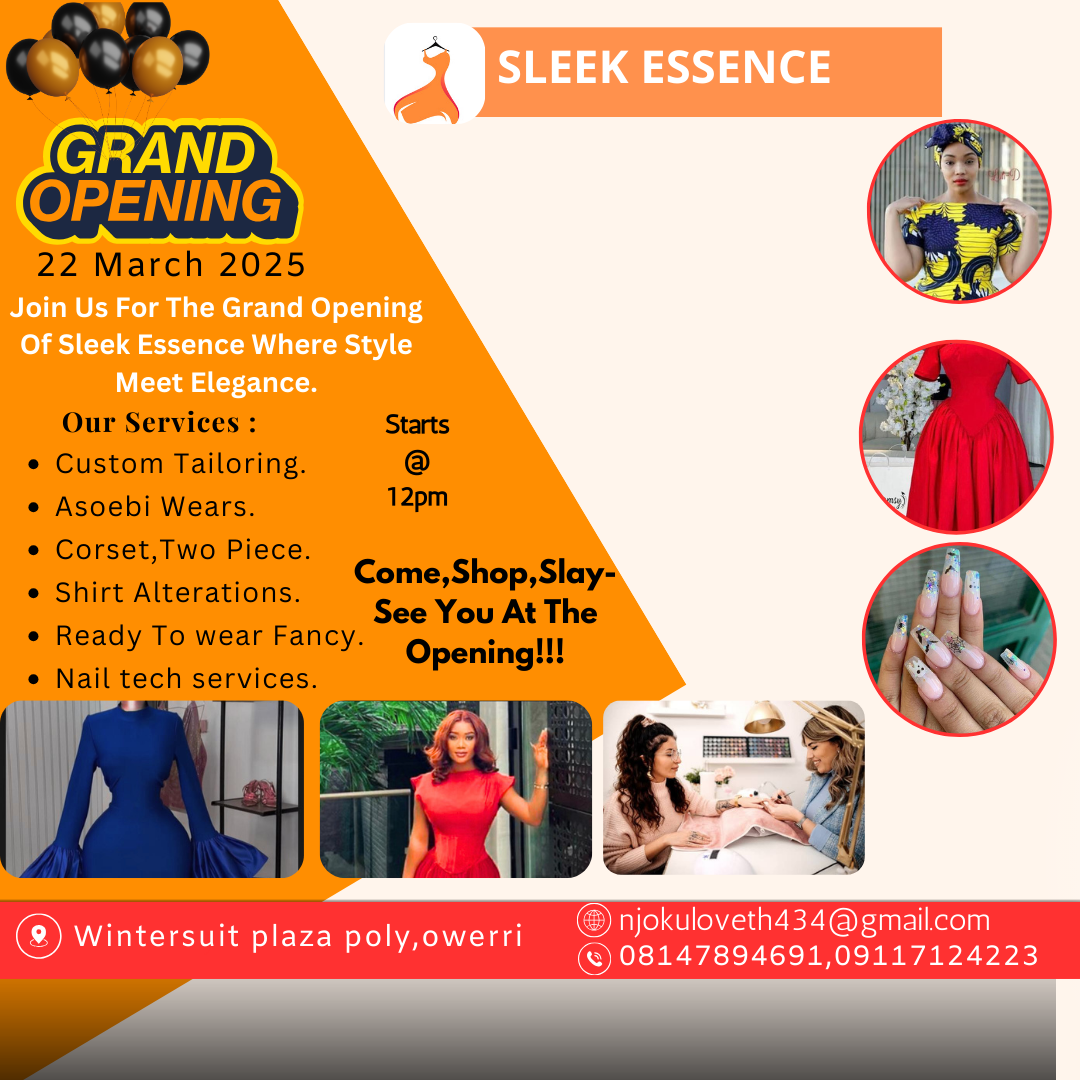 SLEEK ESSENCE
GRAND
OPENING
22 March 2025
Join Us For The Grand Opening
Of Sleek Essence Where Style
Meet Elegance.
Our Services :
Custom Tailoring.
Asoebi Wears.
Corset,Two Piece.
Shirt Alterations.
Ready To wear Fancy.
Nail tech services.
Starts
@
12pm
Come,Shop,Slay-
See You At The
Opening!!!
Wintersuit plaza poly,owerri
njokuloveth434@gmail.com
08147894691,09117124223